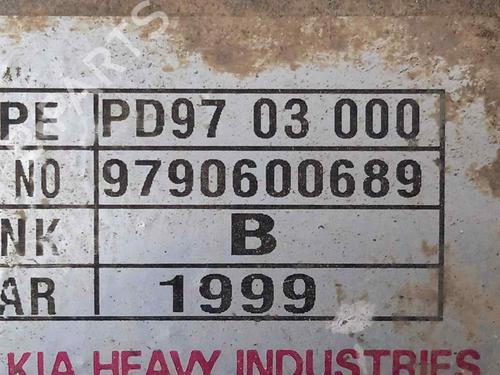 PE PD97 03 000
NO 9790600689
NK B
AR 1999
KIA HEAVY INDUSTRIES